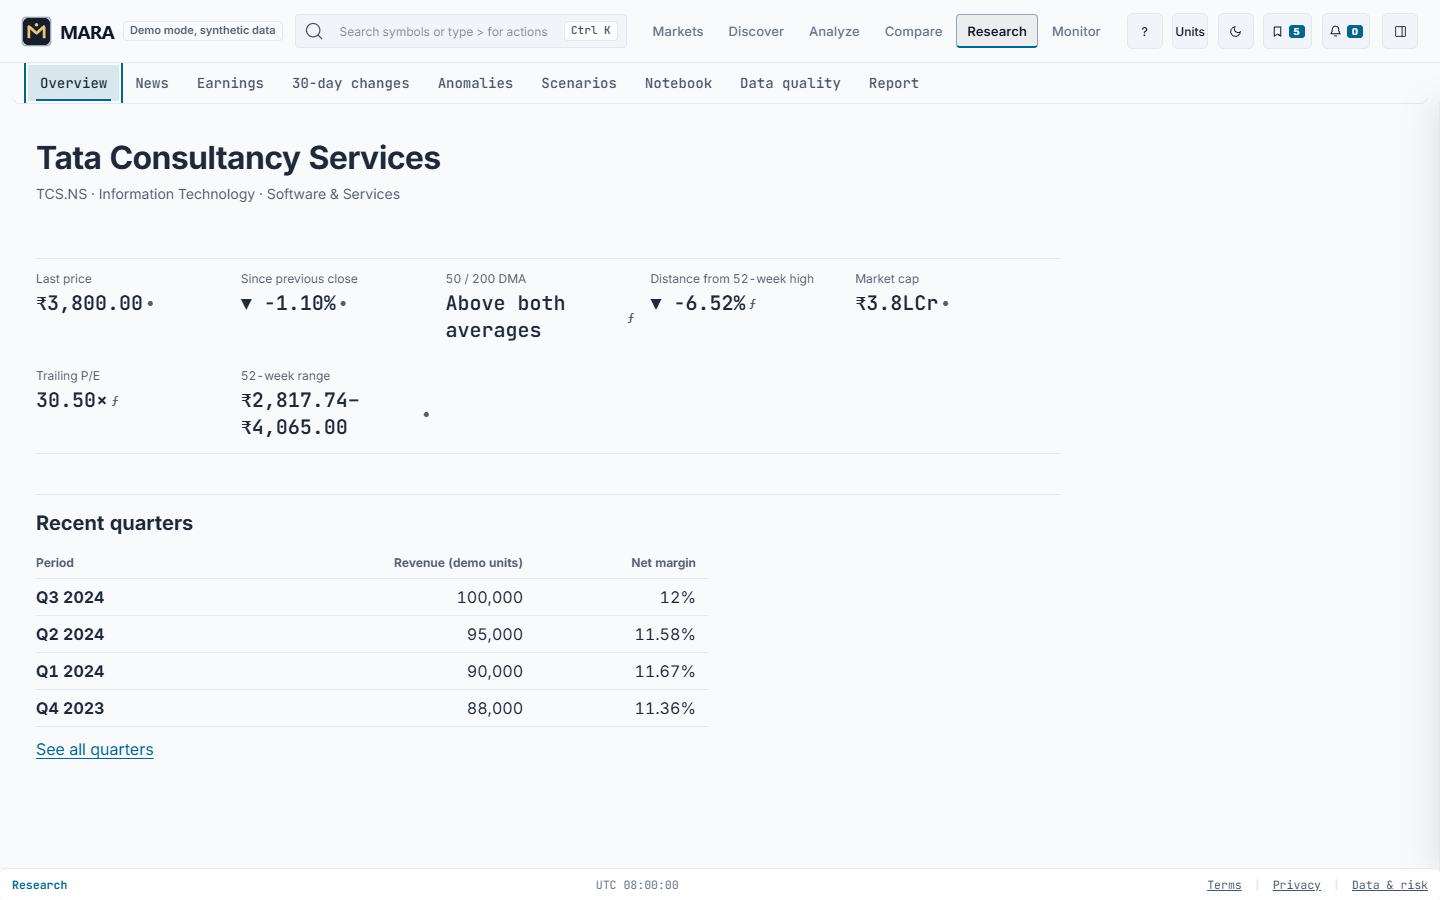 MARA
Demo mode, synthetic data
Search symbols or type > for actions
Ctrl K
Markets
Discover
Analyze
Compare
Research
Monitor
?
Units
5
0
Overview
News
Earnings
30-day changes
Anomalies
Scenarios
Notebook
Data quality
Report
Tata Consultancy Services
TCS.NS · Information Technology · Software & Services
Last price
₹3,800.00 •
Since previous close
▼ -1.10% •
50 / 200 DMA
Above both
averages
ƒ
Distance from 52-week high
▼ -6.52% ƒ
Market cap
₹3.8LCr •
Trailing P/E
30.50× ƒ
52-week range
₹2,817.74–
₹4,065.00
•
Recent quarters
Period Revenue (demo units) Net margin
Q3 2024 100,000 12%
Q2 2024 95,000 11.58%
Q1 2024 90,000 11.67%
Q4 2023 88,000 11.36%
See all quarters
Research
UTC 08:00:00
Terms | Privacy | Data & risk